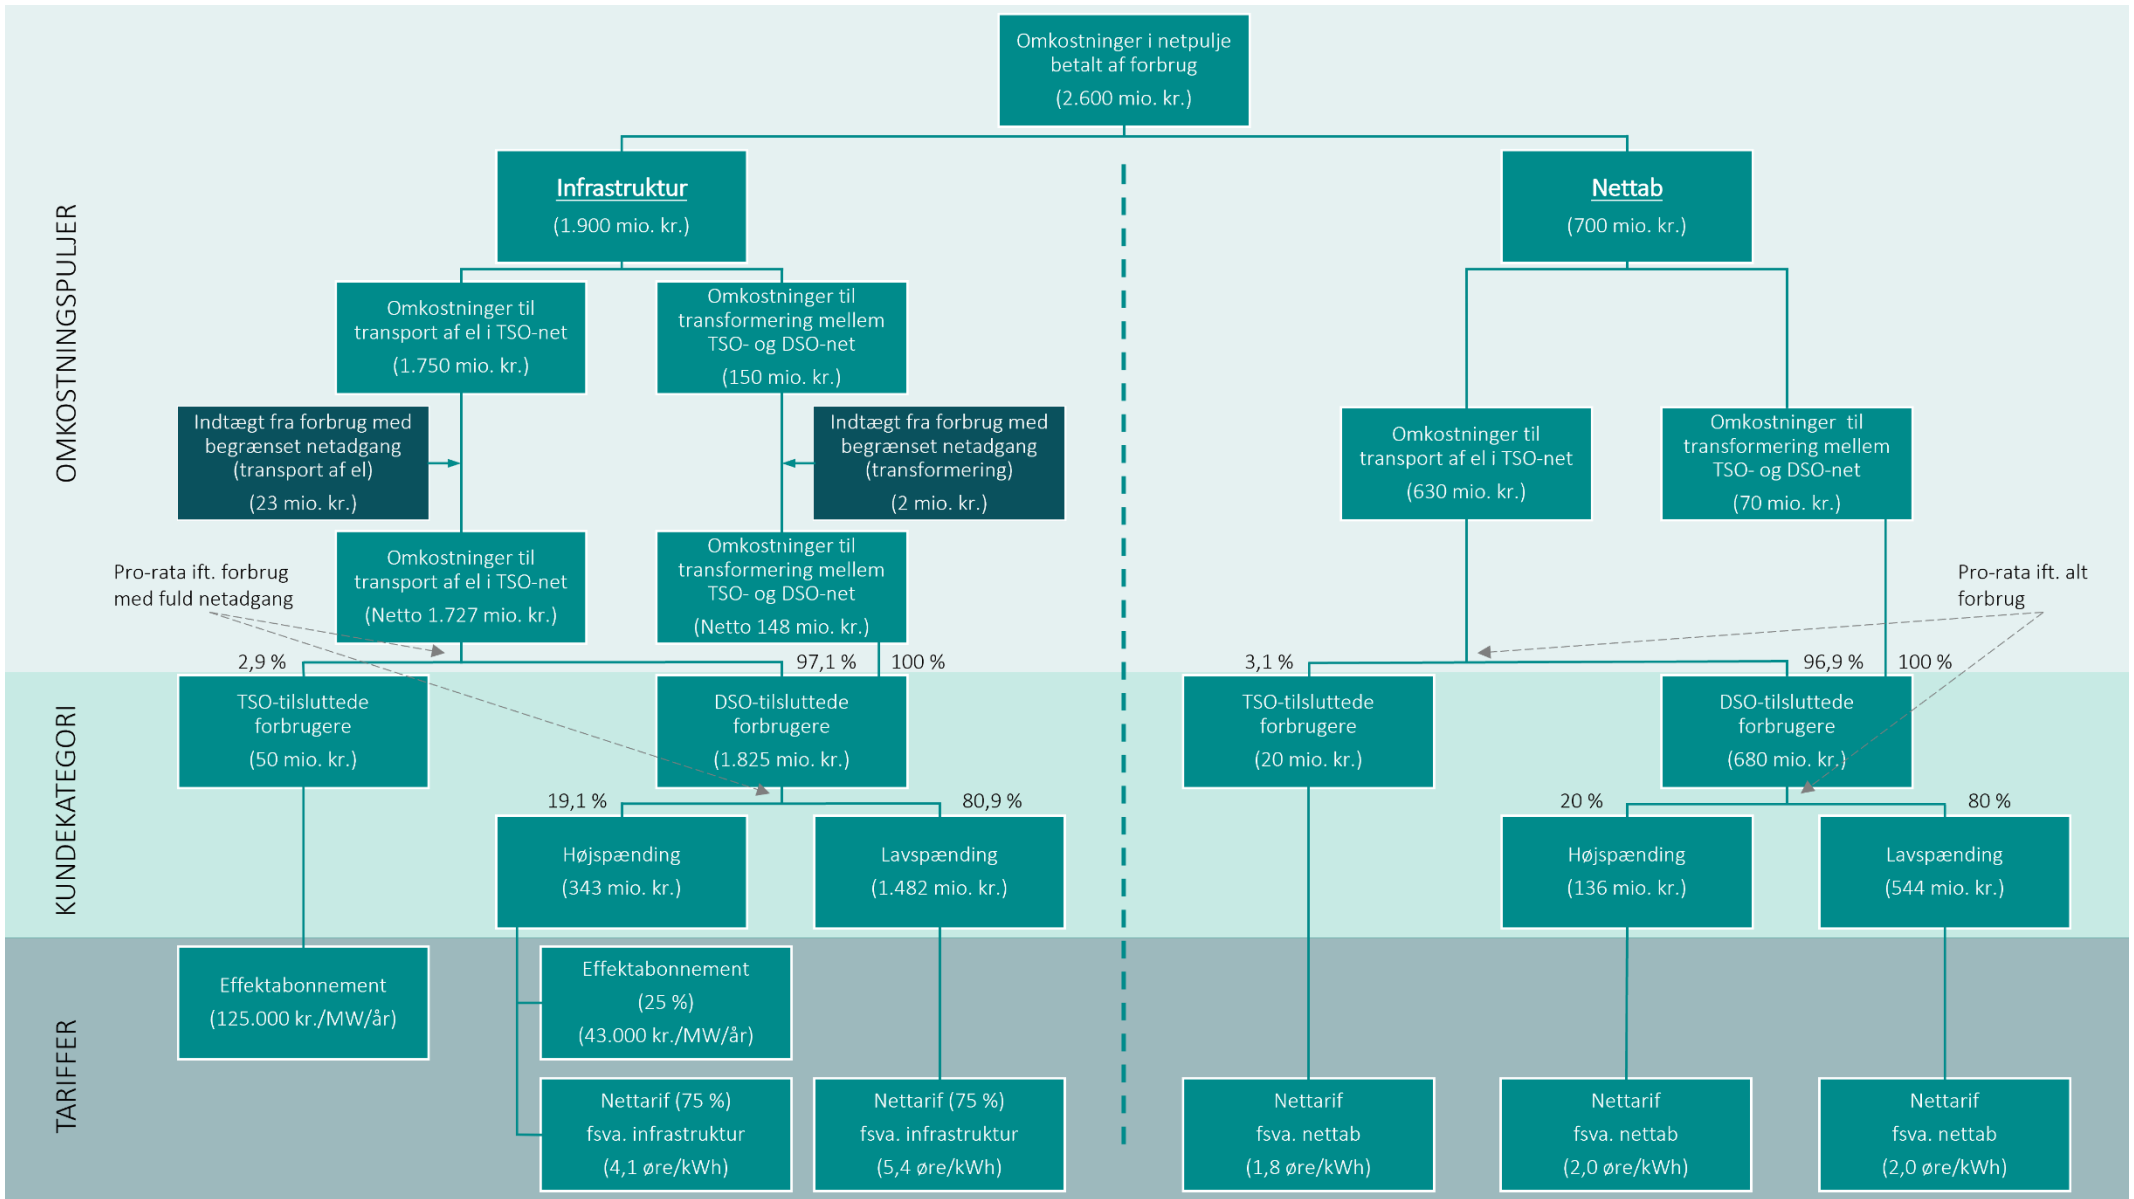 Omkostninger i netpulje
betalt af forbrug
(2.600 mio. kr.)
OMKOSTNINGSPULJER
Infrastruktur
(1.900 mio. kr.)
Nettab
(700 mio. kr.)
Omkostninger til
transport af el i TSO-net
(1.750 mio. kr.)
Omkostninger til
transformering mellem
TSO- og DSO-net
(150 mio. kr.)
Indtægt fra forbrug med
begrænset netadgang
(transport af el)
(23 mio. kr.)
Indtægt fra forbrug med
begrænset netadgang
(transformering)
(2 mio. kr.)
Omkostninger til
transport af el i TSO-net
(630 mio. kr.)
Omkostninger til
transformering mellem
TSO- og DSO-net
(70 mio. kr.)
Pro-rata ift. forbrug
med fuld netadgang
Omkostninger til
transport af el i TSO-net
(Netto 1.727 mio. kr.)
Omkostninger til
transformering mellem
TSO- og DSO-net
(Netto 148 mio. kr.)
Pro-rata ift. alt
forbrug
2,9 %
97,1 %
100 %
3,1 %
96,9 %
100 %
KUNDEKATEGORI
TSO-tilsluttede
forbrugere
(50 mio. kr.)
DSO-tilsluttede
forbrugere
(1.825 mio. kr.)
TSO-tilsluttede
forbrugere
(20 mio. kr.)
DSO-tilsluttede
forbrugere
(680 mio. kr.)
19,1 %
80,9 %
20 %
80 %
Højspænding
(343 mio. kr.)
Lavspænding
(1.482 mio. kr.)
Højspænding
(136 mio. kr.)
Lavspænding
(544 mio. kr.)
TARIFFER
Effektabonnement
(125.000 kr./MW/år)
Effektabonnement
(25 %)
(43.000 kr./MW/år)
Nettarif (75 %)
fsva. infrastruktur
(4,1 øre/kWh)
Nettarif (75 %)
fsva. infrastruktur
(5,4 øre/kWh)
Nettarif
fsva. nettab
(1,8 øre/kWh)
Nettarif
fsva. nettab
(2,0 øre/kWh)
Nettarif
fsva. nettab
(2,0 øre/kWh)